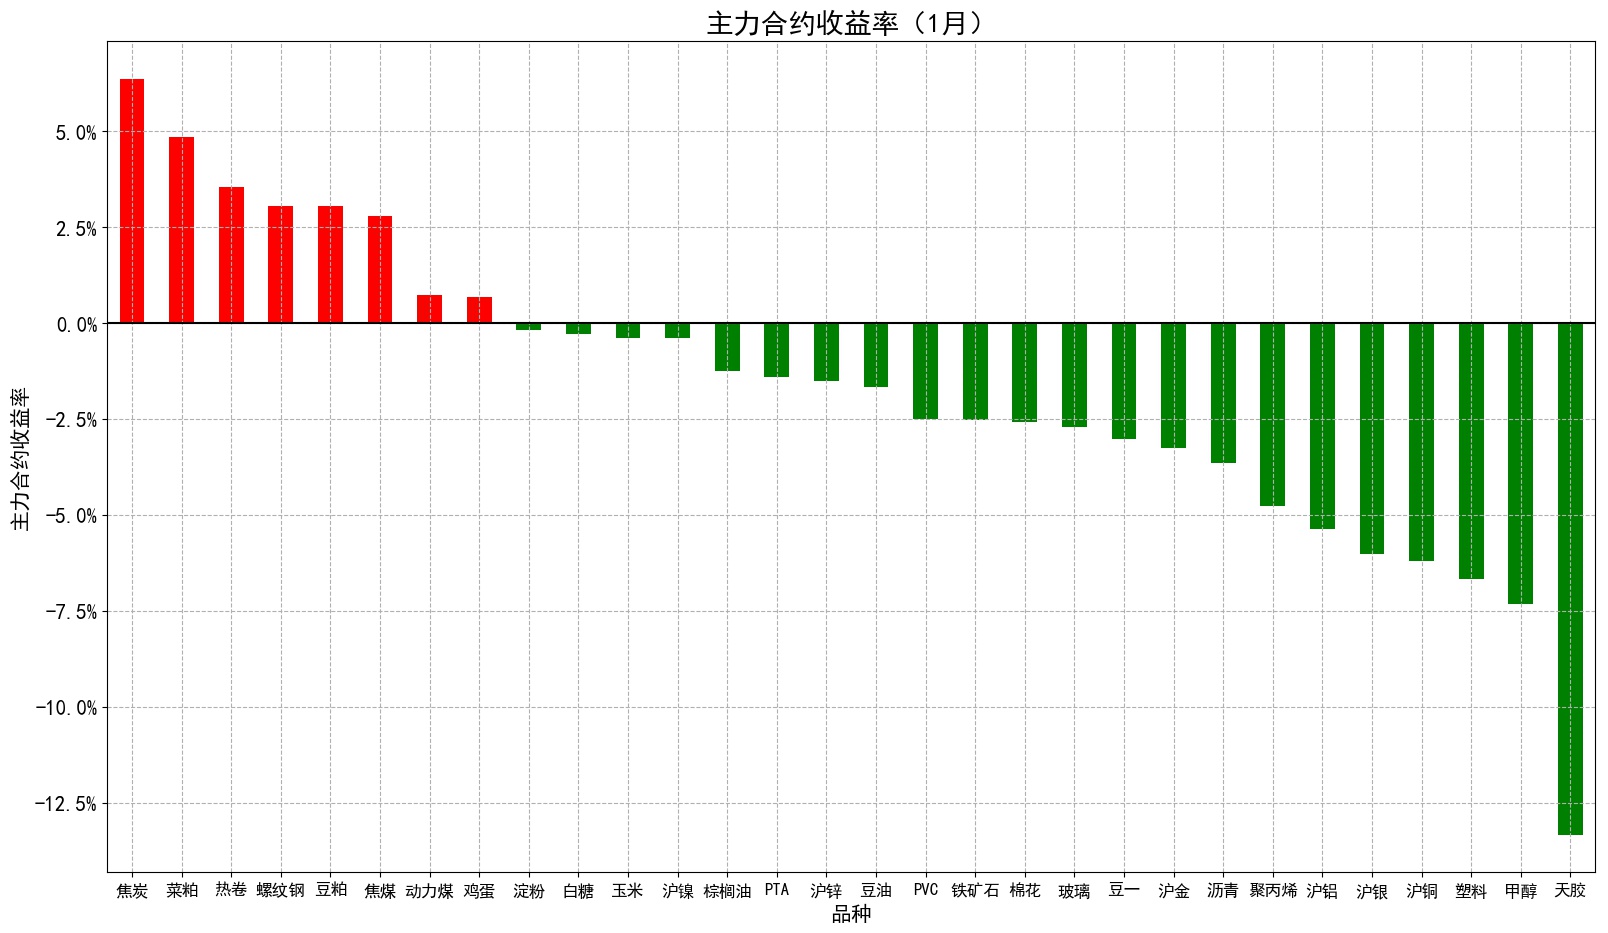 主力合约收益率（1月）
主力合约收益率
5.0%
2.5%
0.0%
−2.5%
−5.0%
−7.5%
−10.0%
−12.5%
焦炭 菜粕 热卷 螺纹钢 豆粕 焦煤 动力煤 鸡蛋 淀粉 白糖 玉米 沪镍 棕榈油 PTA 沪锌 豆油 PVC 铁矿石 棉花 玻璃 豆一 沪金 沥青 聚丙烯 沪铝 沪银 沪铜 塑料 甲醇 天胶
品种